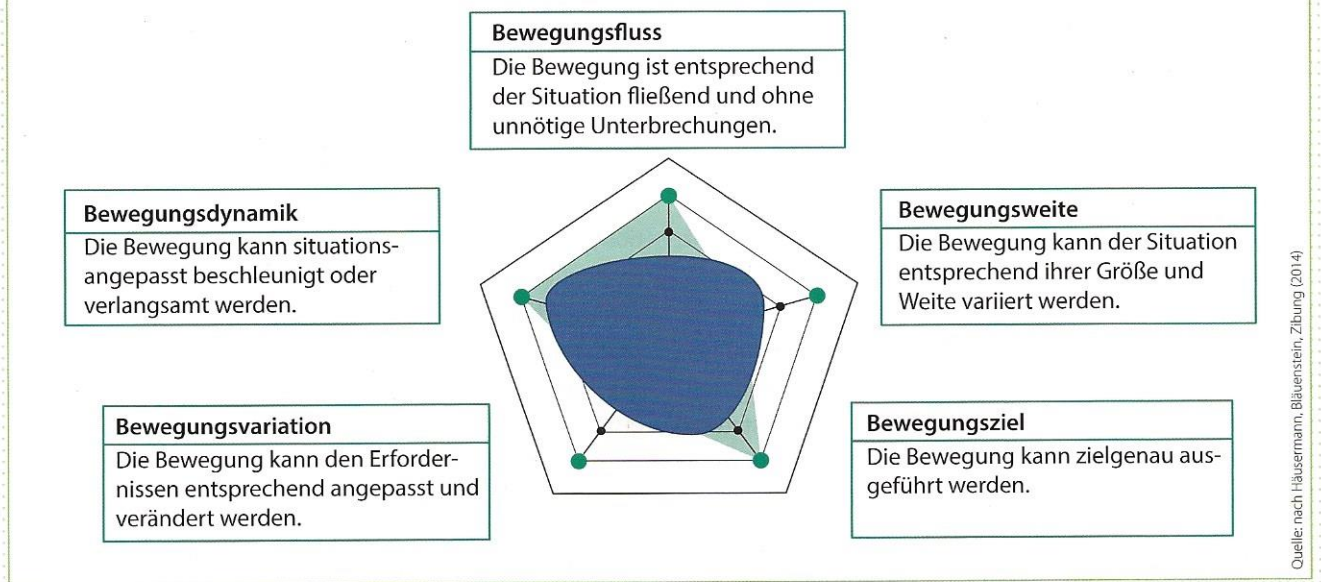 Bewegungsfluss
Die Bewegung ist entsprechend
der Situation fließend und ohne
unnötige Unterbrechungen.
Bewegungsdynamik
Die Bewegung kann situations-
angepasst beschleunigt oder
verlangsamt werden.
Bewegungsweite
Die Bewegung kann der Situation
entsprechend ihrer Größe und
Weite variiert werden.
Bewegungsvariation
Die Bewegung kann den Erforder-
nissen entsprechend angepasst und
verändert werden.
Bewegungsziel
Die Bewegung kann zielgenau aus-
geführt werden.
Quelle: nach Häusermann, Bläuenstein, Zibung (2014)